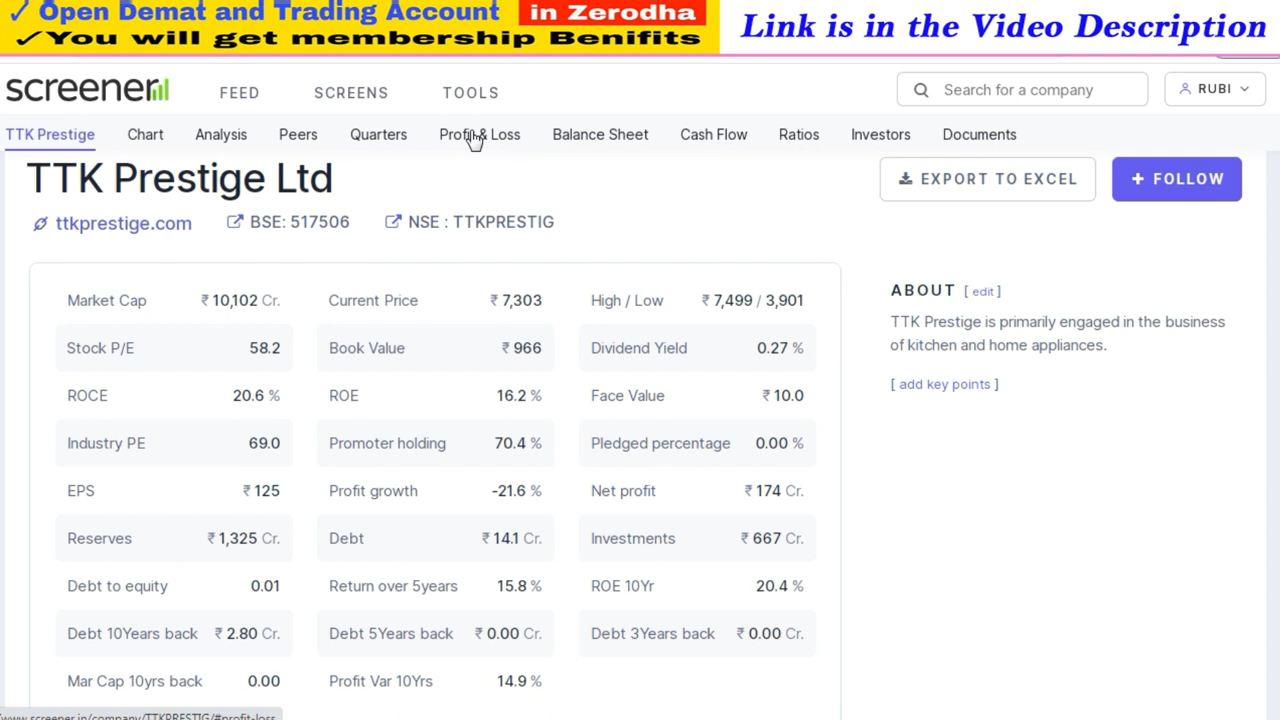 ✓ Open Demat and Trading Account in Zerodha
✓You will get membership Benifits
Link is in the Video Description
screener
FEED SCREENS TOOLS
Search for a company
RUBI
TTK Prestige Chart Analysis Peers Quarters Profit & Loss Balance Sheet Cash Flow Ratios Investors Documents
TTK Prestige Ltd
EXPORT TO EXCEL
+ FOLLOW
ttkprestige.com BSE: 517506 NSE : TTKPRESTIG
Market Cap ₹ 10,102 Cr. Current Price ₹ 7,303 High / Low ₹ 7,499 / 3,901
Stock P/E 58.2 Book Value ₹ 966 Dividend Yield 0.27 %
ROCE 20.6 % ROE 16.2 % Face Value ₹ 10.0
Industry PE 69.0 Promoter holding 70.4 % Pledged percentage 0.00 %
EPS ₹ 125 Profit growth -21.6 % Net profit ₹ 174 Cr.
Reserves ₹ 1,325 Cr. Debt ₹ 14.1 Cr. Investments ₹ 667 Cr.
Debt to equity 0.01 Return over 5years 15.8 % ROE 10Yr 20.4 %
Debt 10Years back ₹ 2.80 Cr. Debt 5Years back ₹ 0.00 Cr. Debt 3Years back ₹ 0.00 Cr.
Mar Cap 10yrs back 0.00 Profit Var 10Yrs 14.9 %
ABOUT [ edit ]
TTK Prestige is primarily engaged in the business
of kitchen and home appliances.
[ add key points ]
www.screener.in/company/TTKPRESTIG/#profit-loss